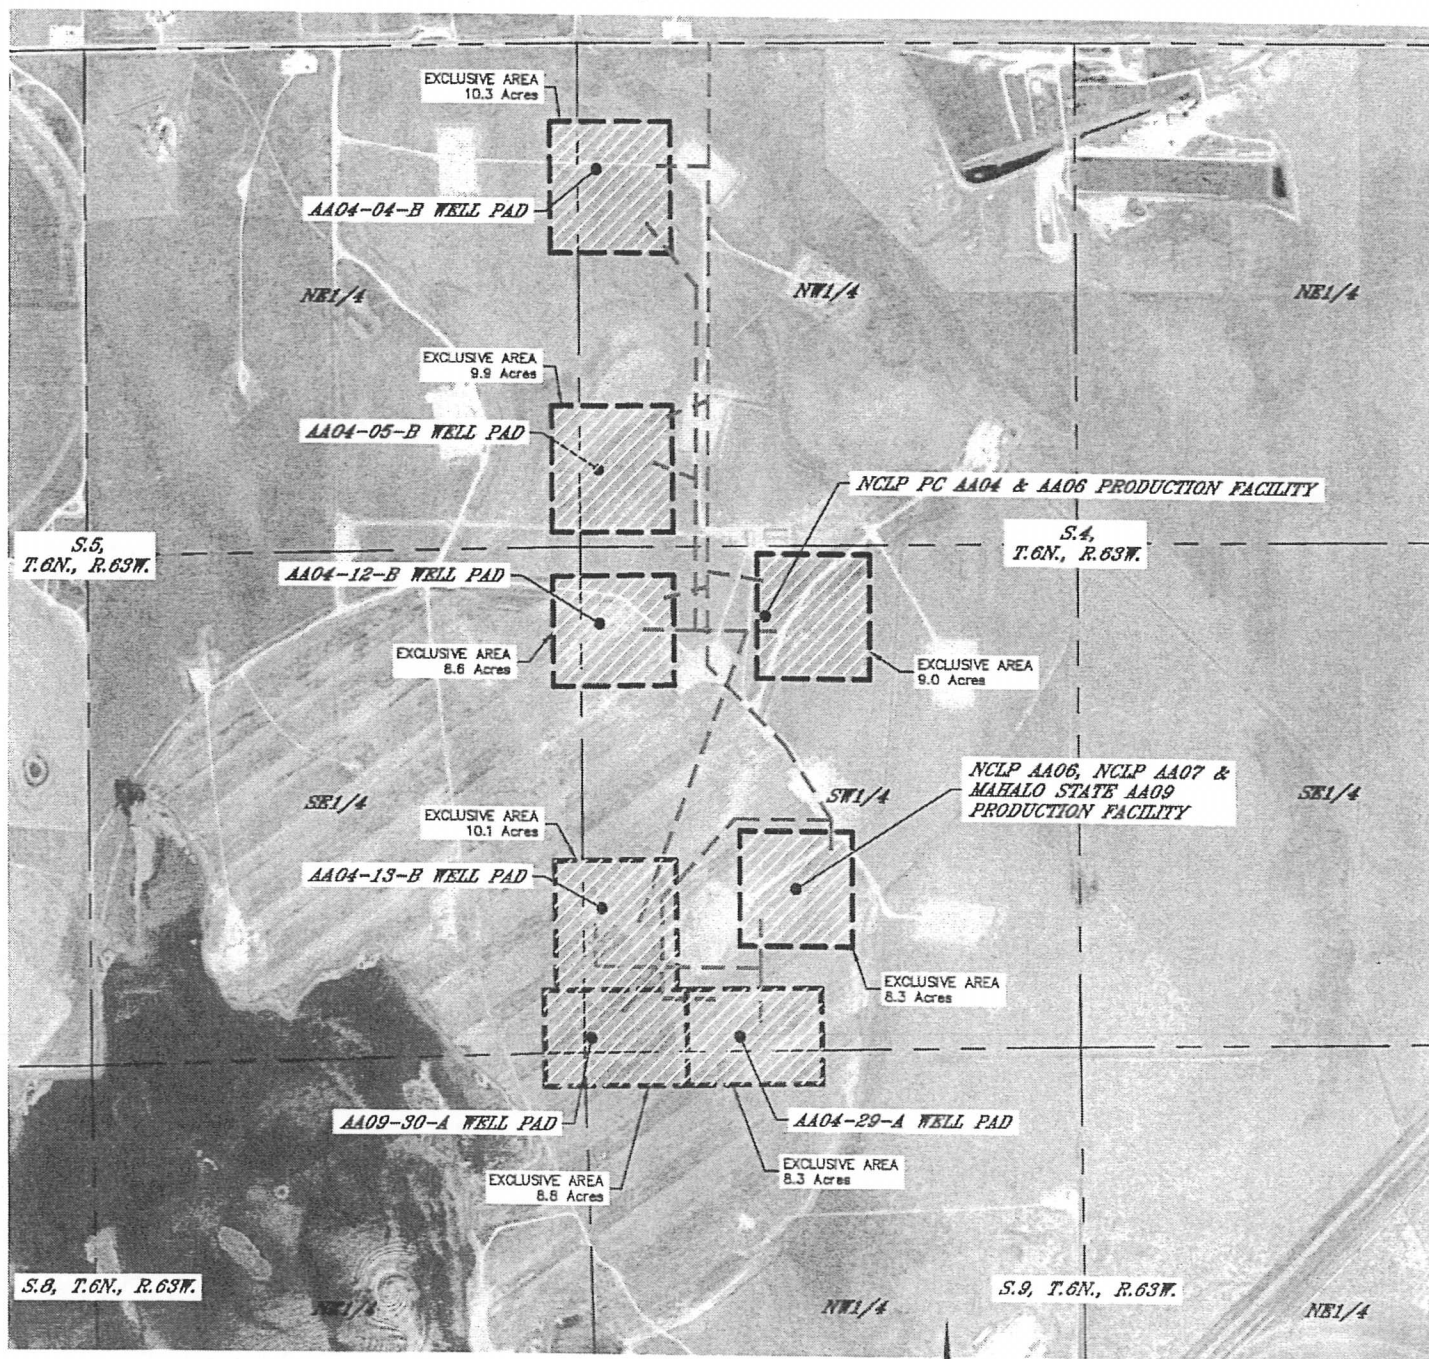 EXCLUSIVE AREA
10.3 Acres
AA04-04-B WELL PAD
NE1/4
NW1/4
NE1/4
EXCLUSIVE AREA
9.9 Acres
AA04-05-B WELL PAD
NCLP PC AA04 & AA06 PRODUCTION FACILITY
S.5,
T.6N., R.63W.
S.4,
T.6N., R.63W.
AA04-12-B WELL PAD
EXCLUSIVE AREA
8.6 Acres
EXCLUSIVE AREA
9.0 Acres
NCLP AA06, NCLP AA07 &
MAHALO STATE AA09
PRODUCTION FACILITY
SE1/4
SW1/4
SE1/4
EXCLUSIVE AREA
10.1 Acres
AA04-13-B WELL PAD
EXCLUSIVE AREA
8.3 Acres
AA09-30-A WELL PAD
AA04-29-A WELL PAD
EXCLUSIVE AREA
8.8 Acres
EXCLUSIVE AREA
8.3 Acres
S.8, T.6N., R.63W.
S.9, T.6N., R.63W.
NE1/4
NW1/4
NE1/4